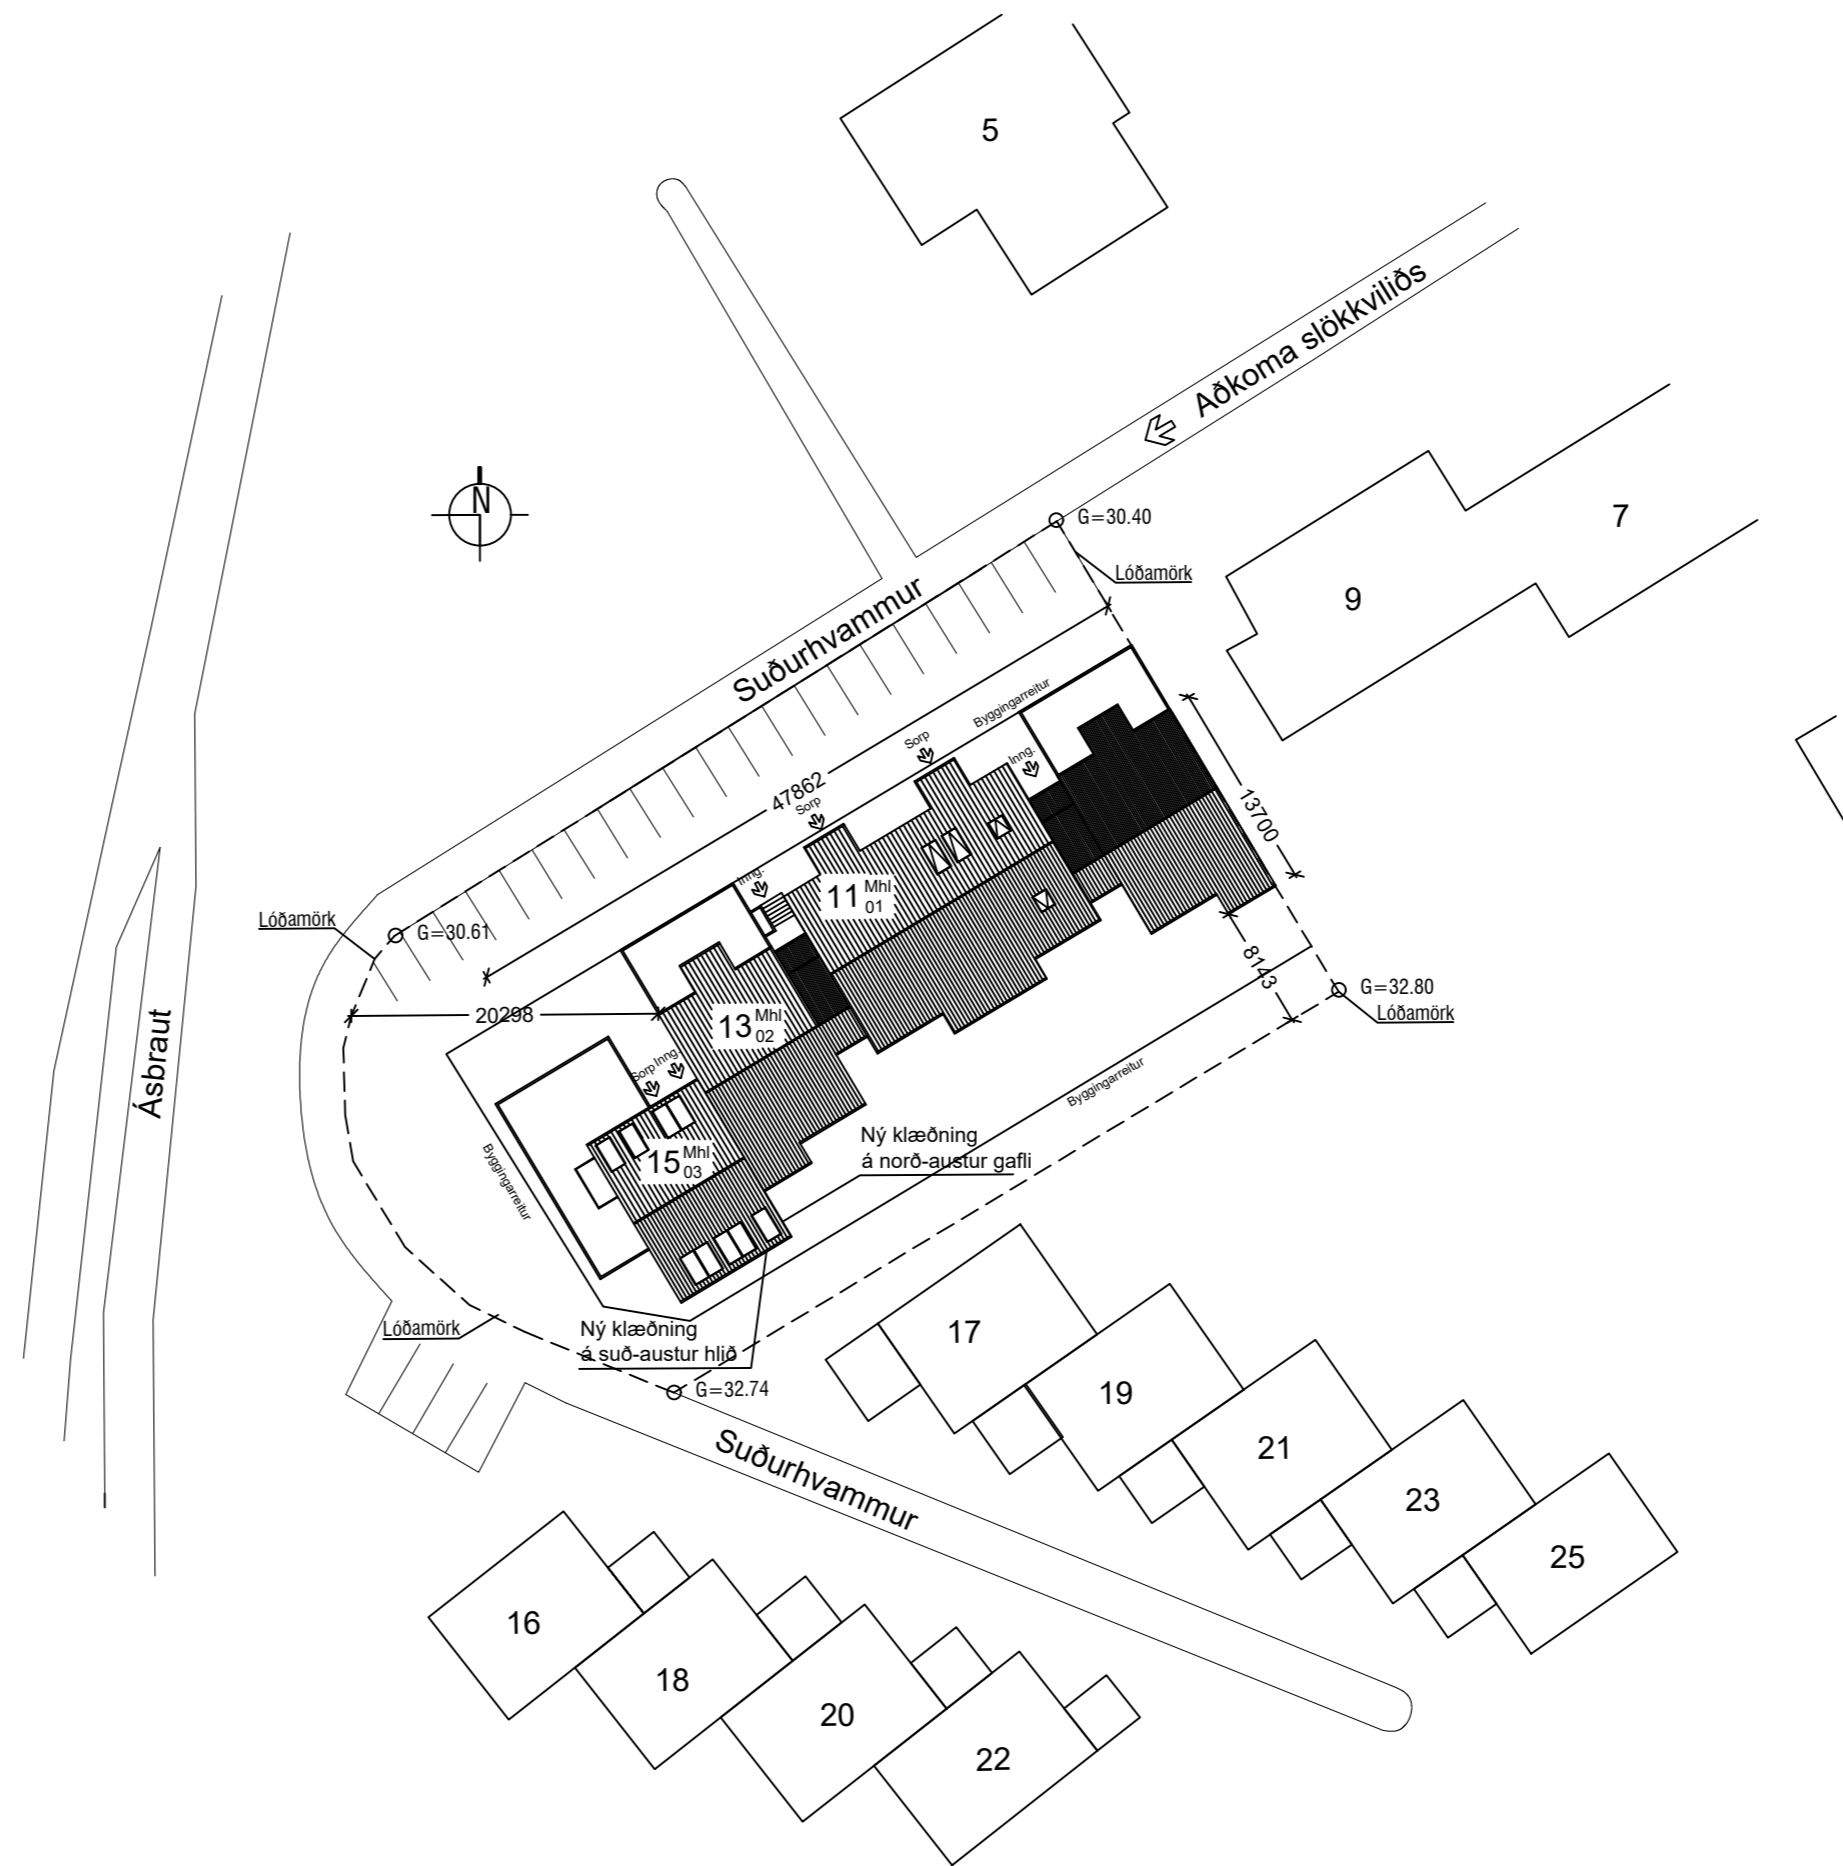 5
Aðkoma slökkviliðs
N
G=30.40
7
Lóðamörk
9
Suðurhvammur
Byggingarreitur
Sorp
Inng.
47862
Sorp
13700
Inng.
11 Mhl 01
Lóðamörk
G=30.61
8143
G=32.80
Lóðamörk
20298
13 Mhl 02
Ásbraut
Sorp
Inng.
Byggingarreitur
Ný klæðning
á norð-austur gafli
15 Mhl 03
Byggingarreitur
Lóðamörk
Ný klæðning
á suð-austur hlið
G=32.74
17
19
Suðurhvammur
21
23
25
16
18
20
22